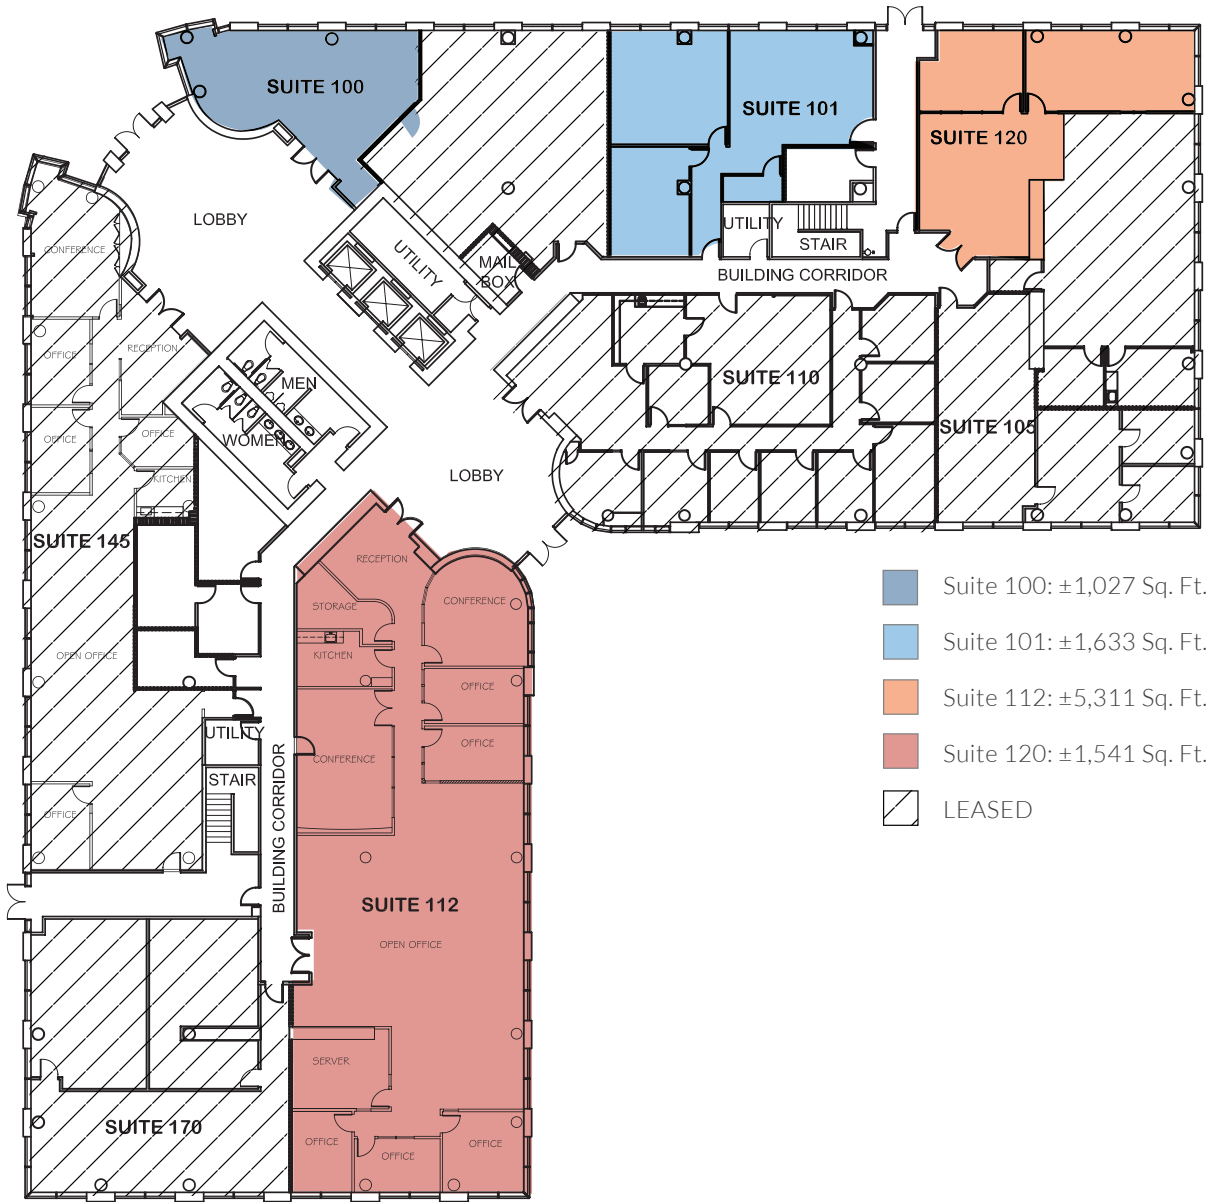 SUITE 100
SUITE 101
SUITE 120
LOBBY
CONFERENCE
UTILITY
MAIL
BOX
UTILITY
STAIR
BUILDING CORRIDOR
OFFICE
RECEPTION
MEN
WOMEN
SUITE 110
SUITE 105
OFFICE
OFFICE
KITCHEN
LOBBY
SUITE 145
OPEN OFFICE
RECEPTION
STORAGE
CONFERENCE
KITCHEN
OFFICE
OFFICE
CONFERENCE
UTILITY
STAIR
OFFICE
BUILDING CORRIDOR
SUITE 112
OPEN OFFICE
SERVER
SUITE 170
OFFICE
OFFICE
OFFICE
Suite 100: ±1,027 Sq. Ft.
Suite 101: ±1,633 Sq. Ft.
Suite 112: ±5,311 Sq. Ft.
Suite 120: ±1,541 Sq. Ft.
LEASED